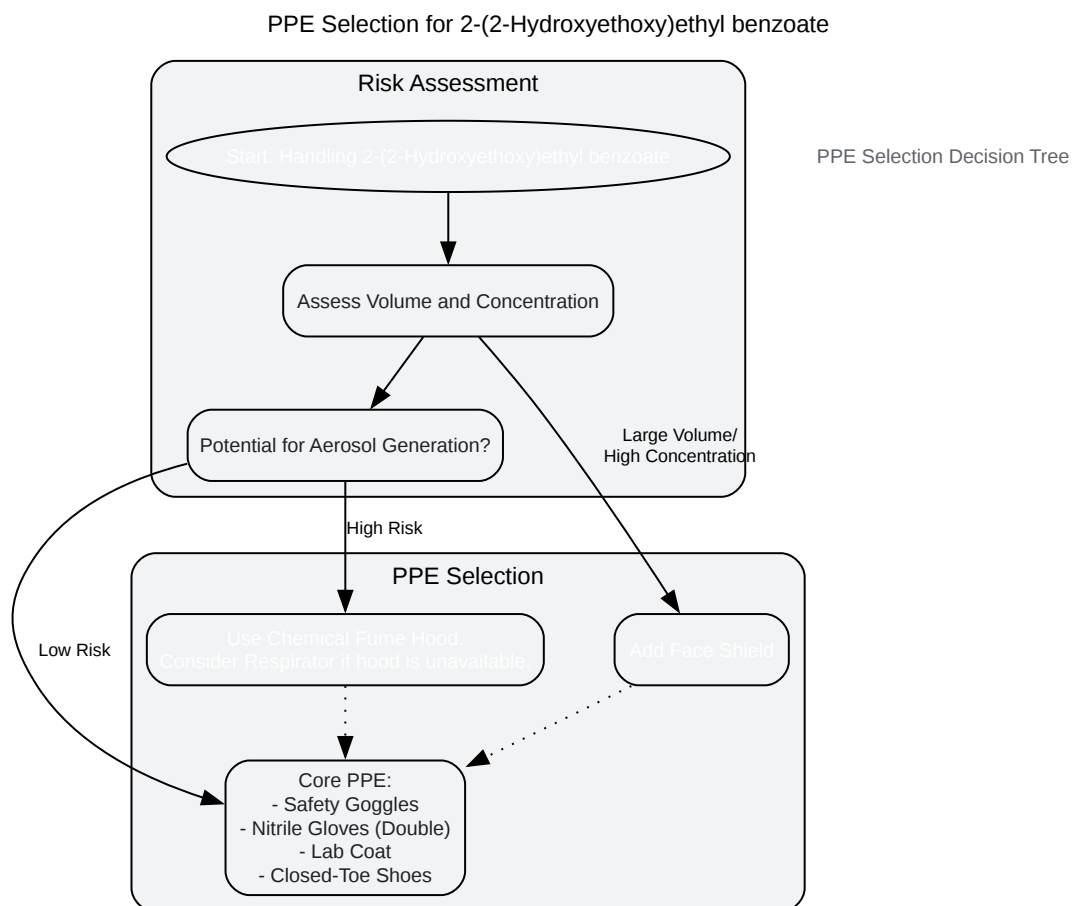 PPE Selection for 2-(2-Hydroxyethoxy)ethyl benzoate
Risk Assessment
Start: Handling 2-(2-Hydroxyethoxy)ethyl benzoate
PPE Selection Decision Tree
Assess Volume and Concentration
Potential for Aerosol Generation?
Large Volume/
High Concentration
High Risk
PPE Selection
Use Chemical Fume Hood.
Consider Respirator if hood is unavailable.
Add Face Shield
Low Risk
Core PPE:
- Safety Goggles
- Nitrile Gloves (Double)
- Lab Coat
- Closed-Toe Shoes